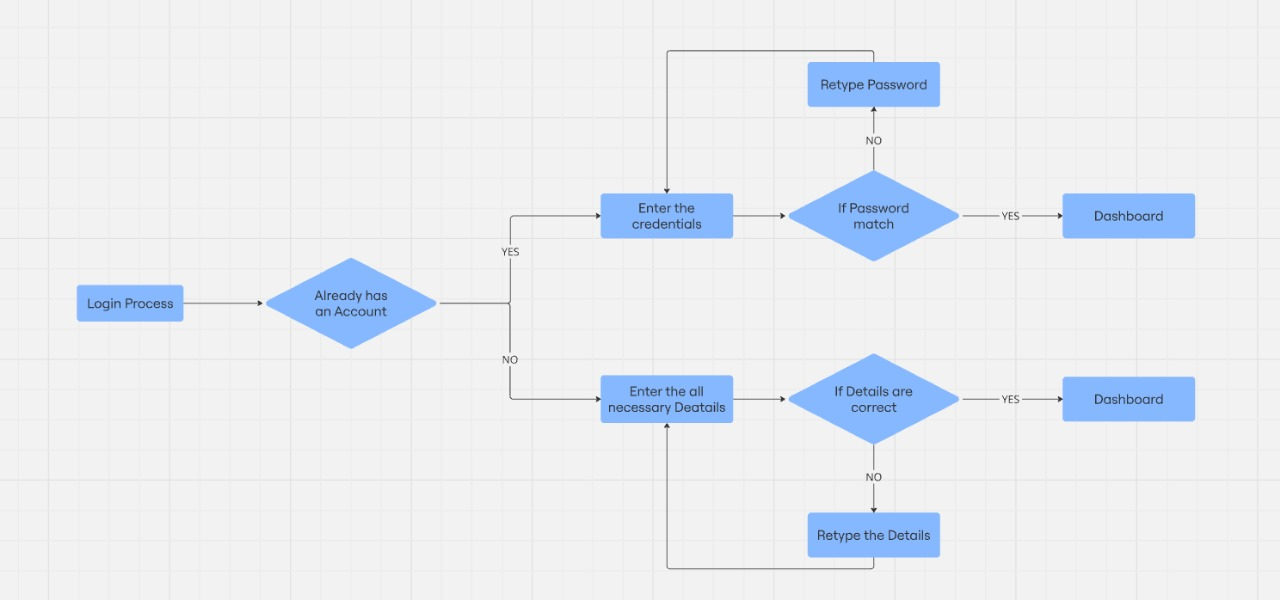 Retype Password
NO
Enter the
credentials
If Password
match
YES
Dashboard
YES
Login Process
Already has
an Account
NO
Enter the all
necessary Deatails
If Details are
correct
YES
Dashboard
NO
Retype the Details